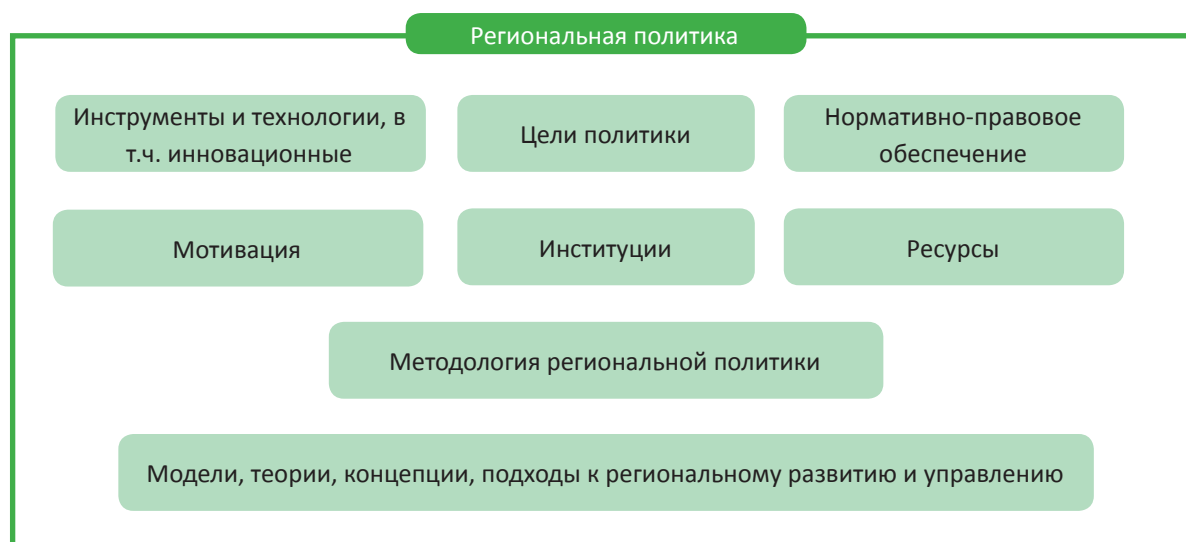 Региональная политика
Инструменты и технологии, в
т.ч. инновационные
Цели политики
Нормативно-правовое
обеспечение
Мотивация
Институции
Ресурсы
Методология региональной политики
Модели, теории, концепции, подходы к региональному развитию и управлению